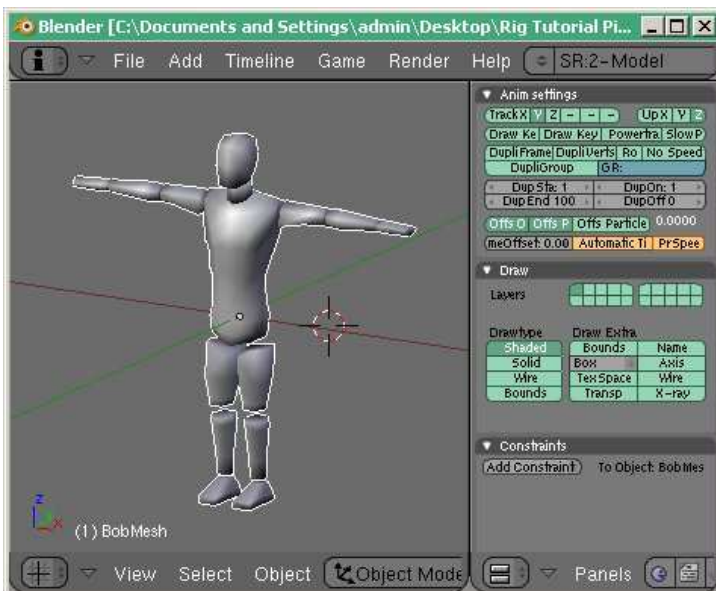 Blender [C:\Documents and Settings\admin\Desktop\Rig Tutorial Pi...
File Add Timeline Game Render Help SR:2-Model
Anim settings
TrackX Y Z - - - UpX Y Z
Draw Ke Draw Key Powertra SlowP
DupliFrame DupliVerts Ro No Speed
DupliGroup GR:
DupSta: 1 DupOn: 1
DupEnd 100 DupOff 0
Offs O Offs P Offs Particle 0.0000
meOffset: 0.00 Automatic Ti PrSpee
Draw
Layers
Drawtype Draw Extra
Shaded Bounds Name
Solid Box Axis
Wire TexSpace Wire
Bounds Transp X-ray
Constraints
Add Constraint To Object: BobMes
z
x
(1) BobMesh
View Select Object Object Mode
Panels